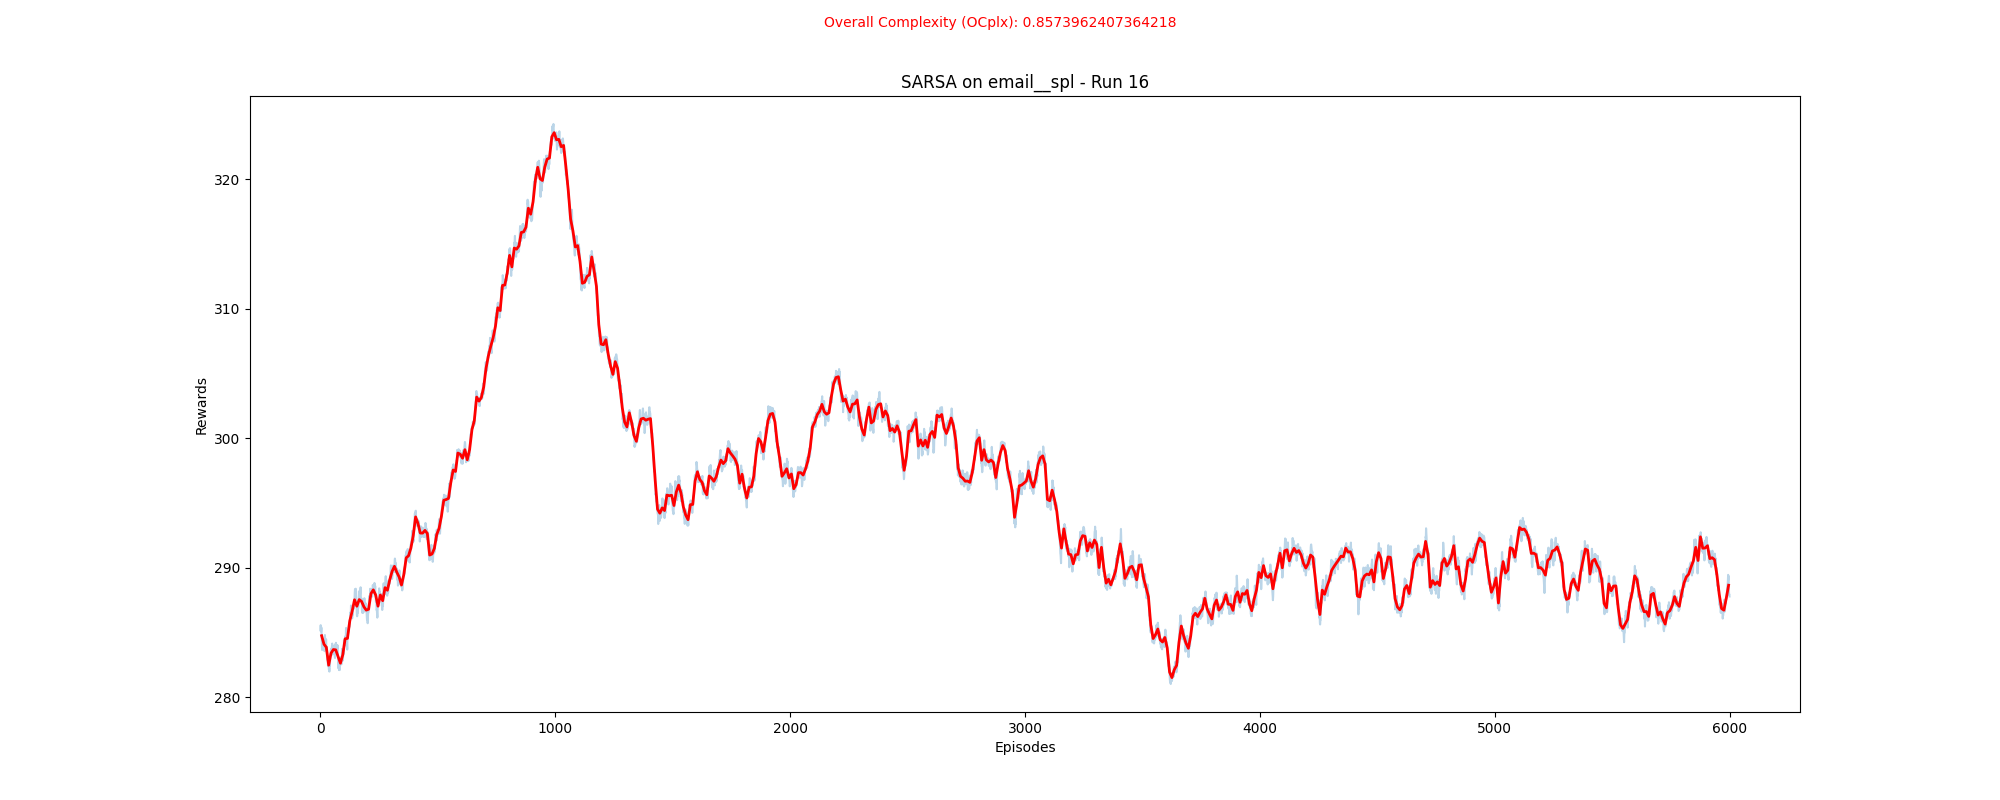 Overall Complexity (OCplx): 0.8573962407364218
SARSA on email__spl - Run 16
Rewards
320
310
300
290
280
0 1000 2000 3000 4000 5000 6000
Episodes